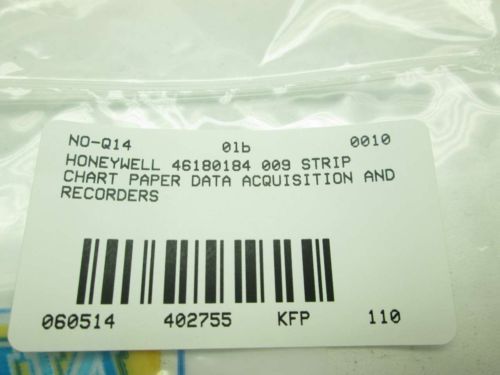 NO-Q14 01b 0010
HONEYWELL 46180184 009 STRIP
CHART PAPER DATA ACQUISITION AND
RECORDERS
060514 402755 KFP 110